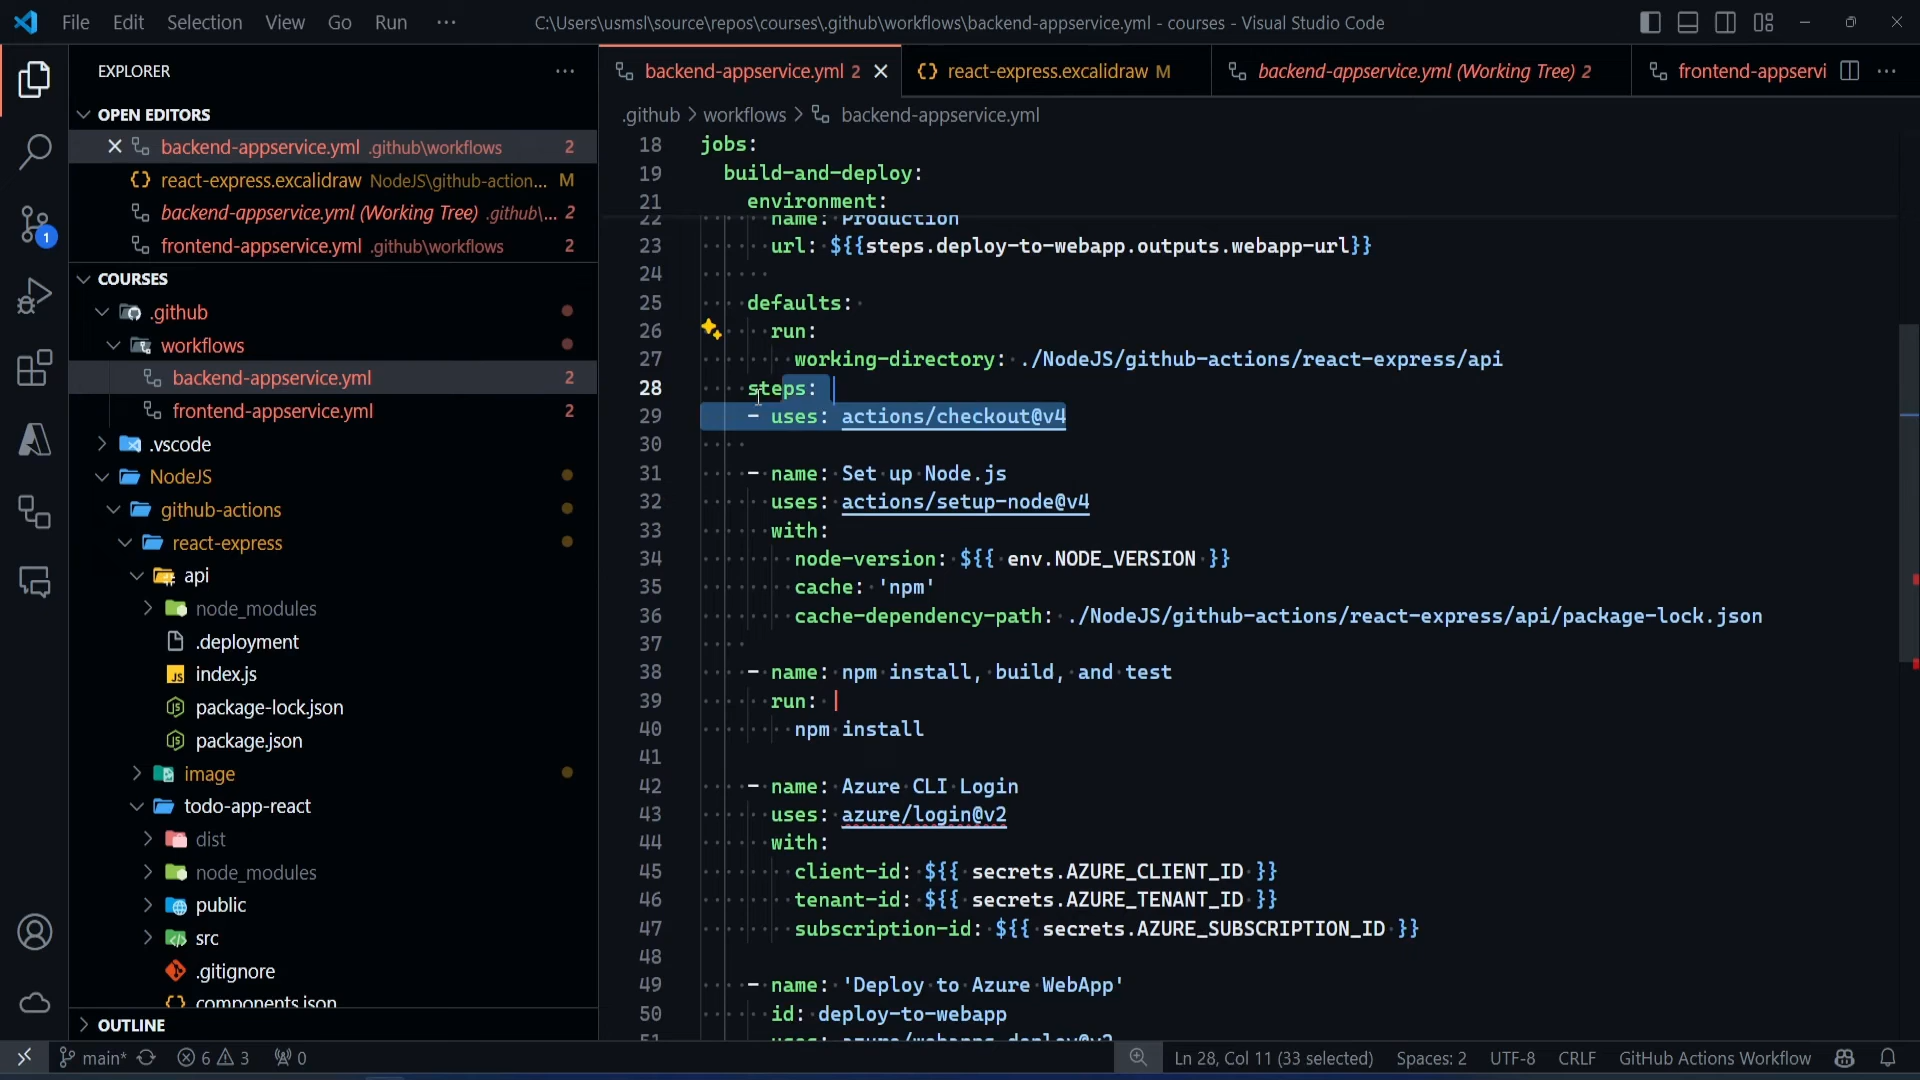 File Edit Selection View Go Run ···
C:\Users\usmsl\source\repos\courses\.github\workflows\backend-appservice.yml - courses - Visual Studio Code
EXPLORER
OPEN EDITORS
backend-appservice.yml .github\workflows 2
react-express.excalidraw NodeJS\github-action... M
backend-appservice.yml (Working Tree) .github\... 2
frontend-appservice.yml .github\workflows 2
COURSES
.github
workflows
backend-appservice.yml 2
frontend-appservice.yml 2
.vscode
NodeJS
github-actions
react-express
api
node_modules
.deployment
index.js
package-lock.json
package.json
image
todo-app-react
dist
node_modules
public
src
.gitignore
components.json
OUTLINE
1
backend-appservice.yml 2
react-express.excalidraw M
backend-appservice.yml (Working Tree) 2
frontend-appservi
.github > workflows > backend-appservice.yml
18 jobs:
19 build-and-deploy:
21 environment:
22 name: Production
23 url: ${{steps.deploy-to-webapp.outputs.webapp-url}}
24
25 defaults:
26 run:
27 working-directory: ./NodeJS/github-actions/react-express/api
28 steps:
29 - uses: actions/checkout@v4
30
31 - name: Set up Node.js
32 uses: actions/setup-node@v4
33 with:
34 node-version: ${{ env.NODE_VERSION }}
35 cache: 'npm'
36 cache-dependency-path: ./NodeJS/github-actions/react-express/api/package-lock.json
37
38 - name: npm install, build, and test
39 run: |
40 npm install
41
42 - name: Azure CLI Login
43 uses: azure/login@v2
44 with:
45 client-id: ${{ secrets.AZURE_CLIENT_ID }}
46 tenant-id: ${{ secrets.AZURE_TENANT_ID }}
47 subscription-id: ${{ secrets.AZURE_SUBSCRIPTION_ID }}
48
49 - name: 'Deploy to Azure WebApp'
50 id: deploy-to-webapp
51 uses: azure/webapps-deploy@v2
main* 6 3 0
Ln 28, Col 11 (33 selected) Spaces: 2 UTF-8 CRLF GitHub Actions Workflow